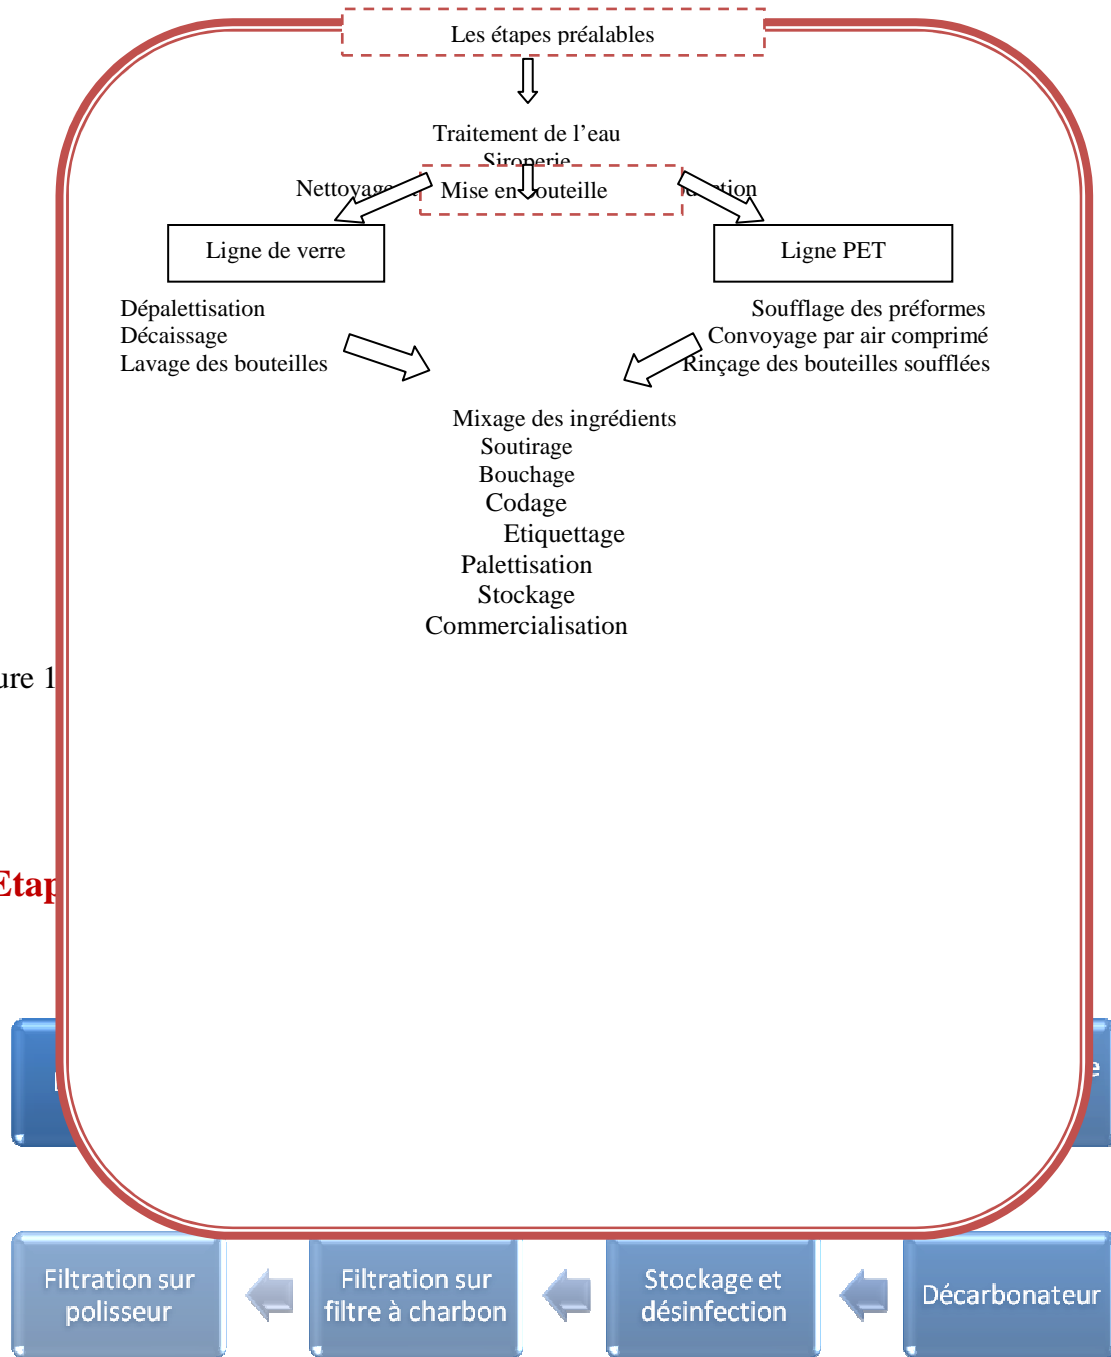 Les étapes préalables
Traitement de l’eau
Siroperie
Mise en bouteille
Ligne de verre
Ligne PET
Dépalettisation
Décaissage
Lavage des bouteilles
Soufflage des préformes
Convoyage par air comprimé
Rinçage des bouteilles soufflées
Mixage des ingrédients
Soutirage
Bouchage
Codage
Etiquettage
Palettisation
Stockage
Commercialisation
ure 1
Etap
Filtration sur
polisseur
Filtration sur
filtre à charbon
Stockage et
désinfection
Décarbonateur